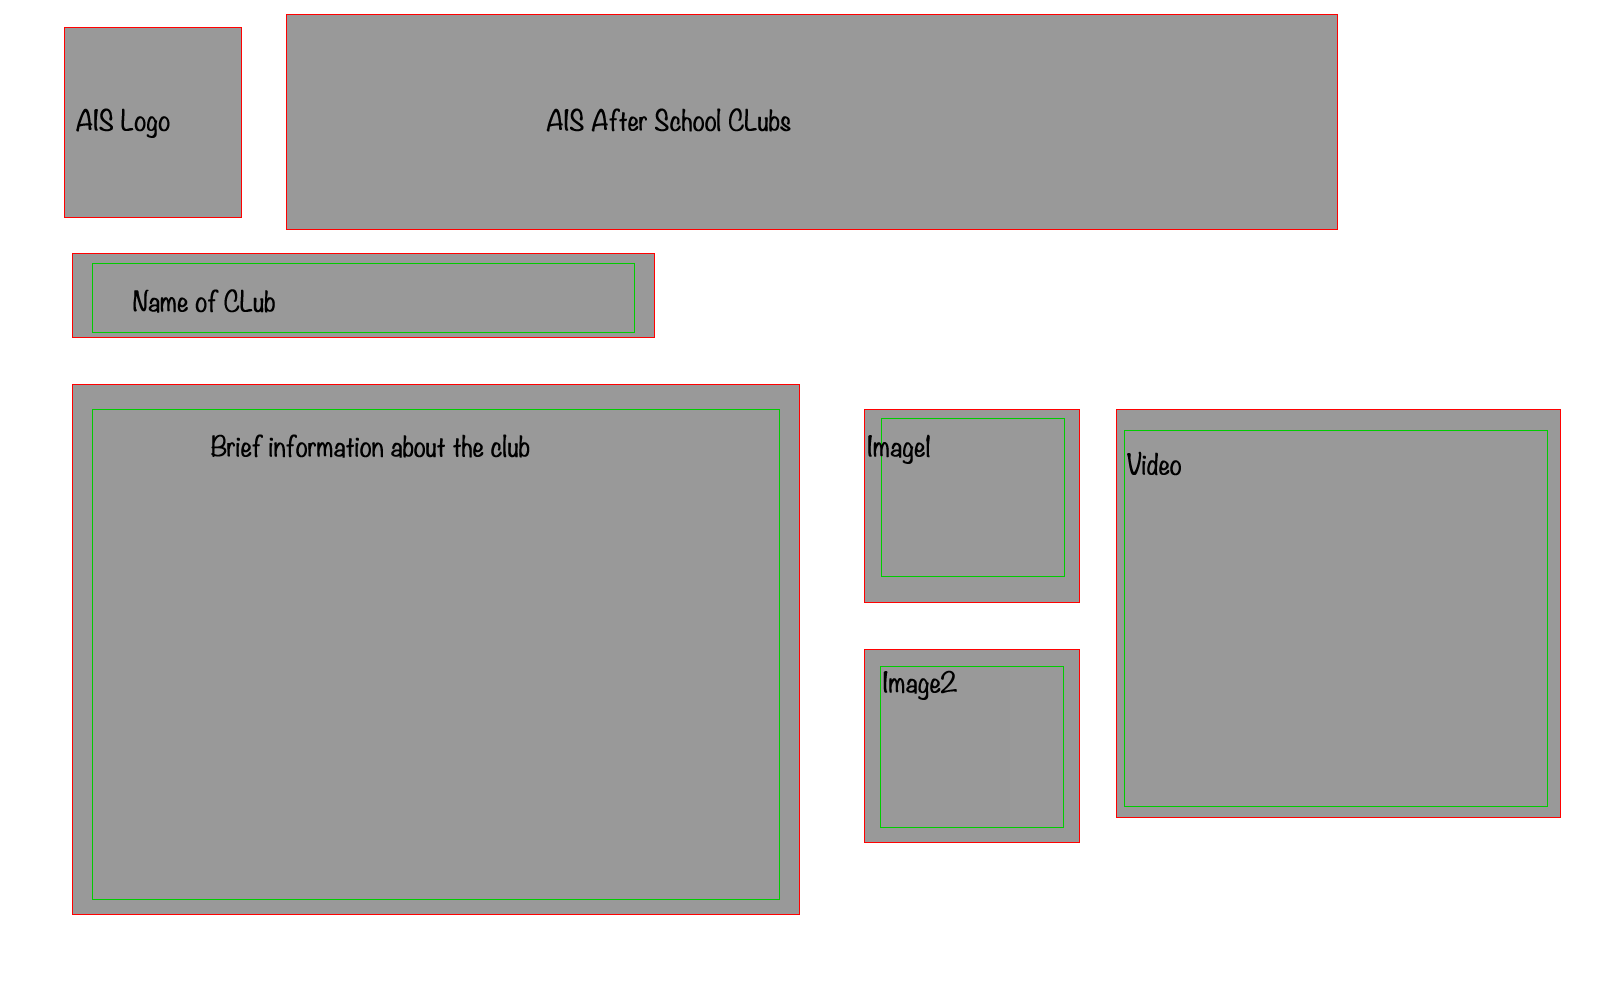 AIS Logo
AIS After School CLubs
Name of CLub
Brief information about the club
Image1
Video
Image2